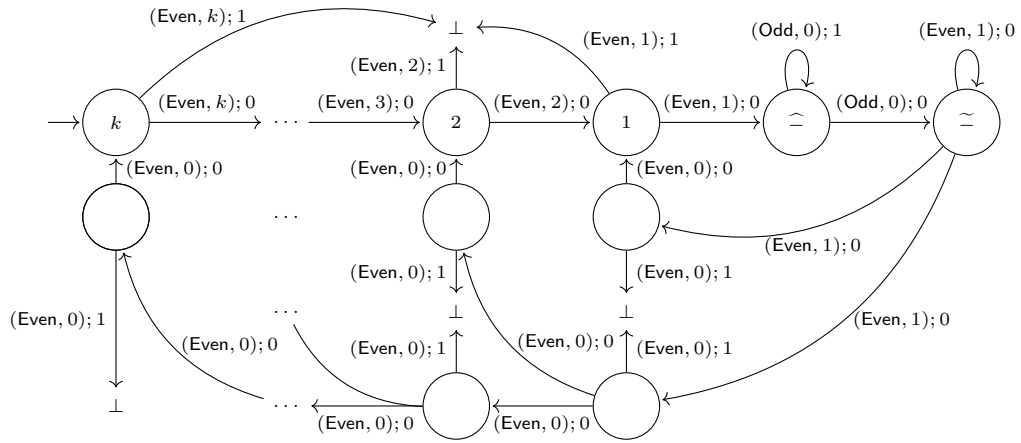 (Even, k); 1
⊥
(Even, 1); 1
(Odd, 0); 1
(Even, 1); 0
(Even, 2); 1
k
(Even, k); 0
···
(Even, 3); 0
2
(Even, 2); 0
1
(Even, 1); 0
≏
(Odd, 0); 0
(Even, 0); 0
(Even, 0); 0
(Even, 0); 0
···
(Even, 1); 0
(Even, 0); 1
(Even, 0); 1
(Even, 0); 1
···
⊥
⊥
(Even, 1); 0
(Even, 0); 0
(Even, 0); 0
(Even, 0); 1
(Even, 0); 1
⊥
···
(Even, 0); 0
(Even, 0); 0